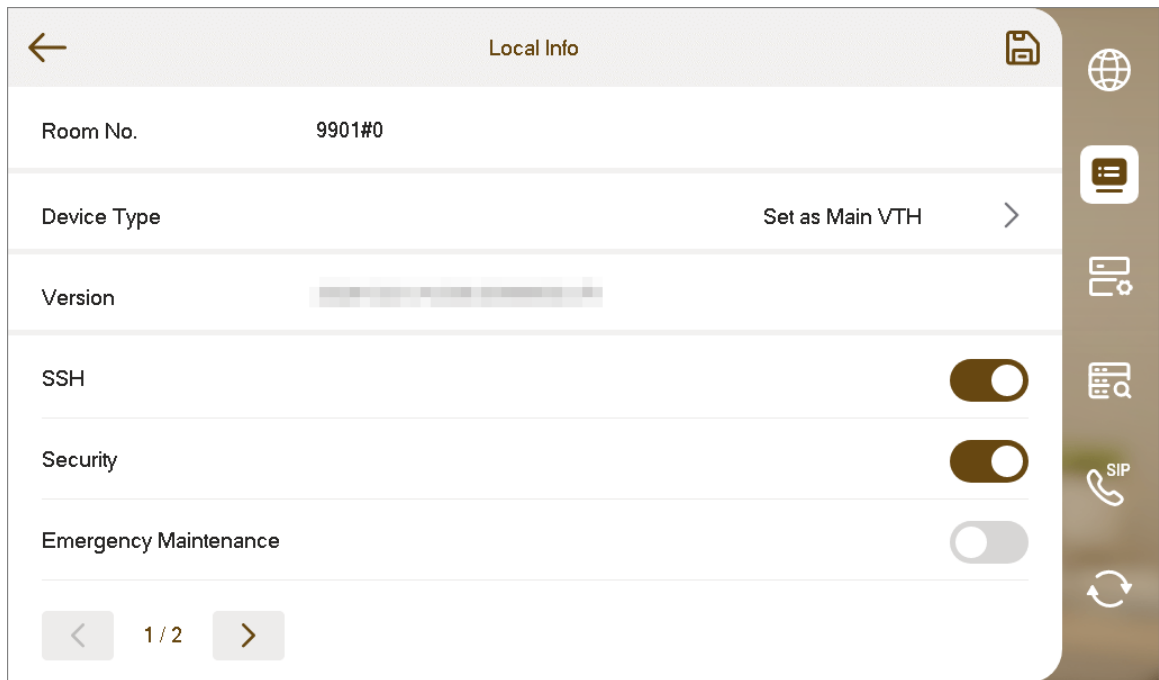 Local Info
Room No. 9901#0
Device Type Set as Main VTH
Version
SSH
Security
Emergency Maintenance
1 / 2
SIP